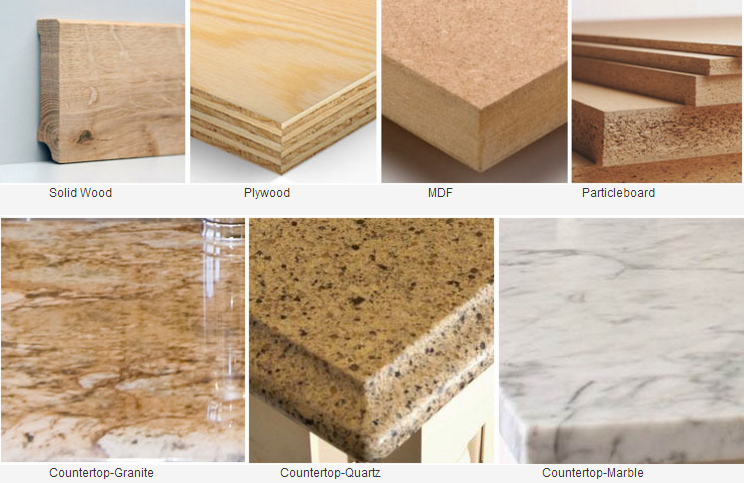 Solid Wood
Plywood
MDF
Particleboard
Countertop-Granite
Countertop-Quartz
Countertop-Marble